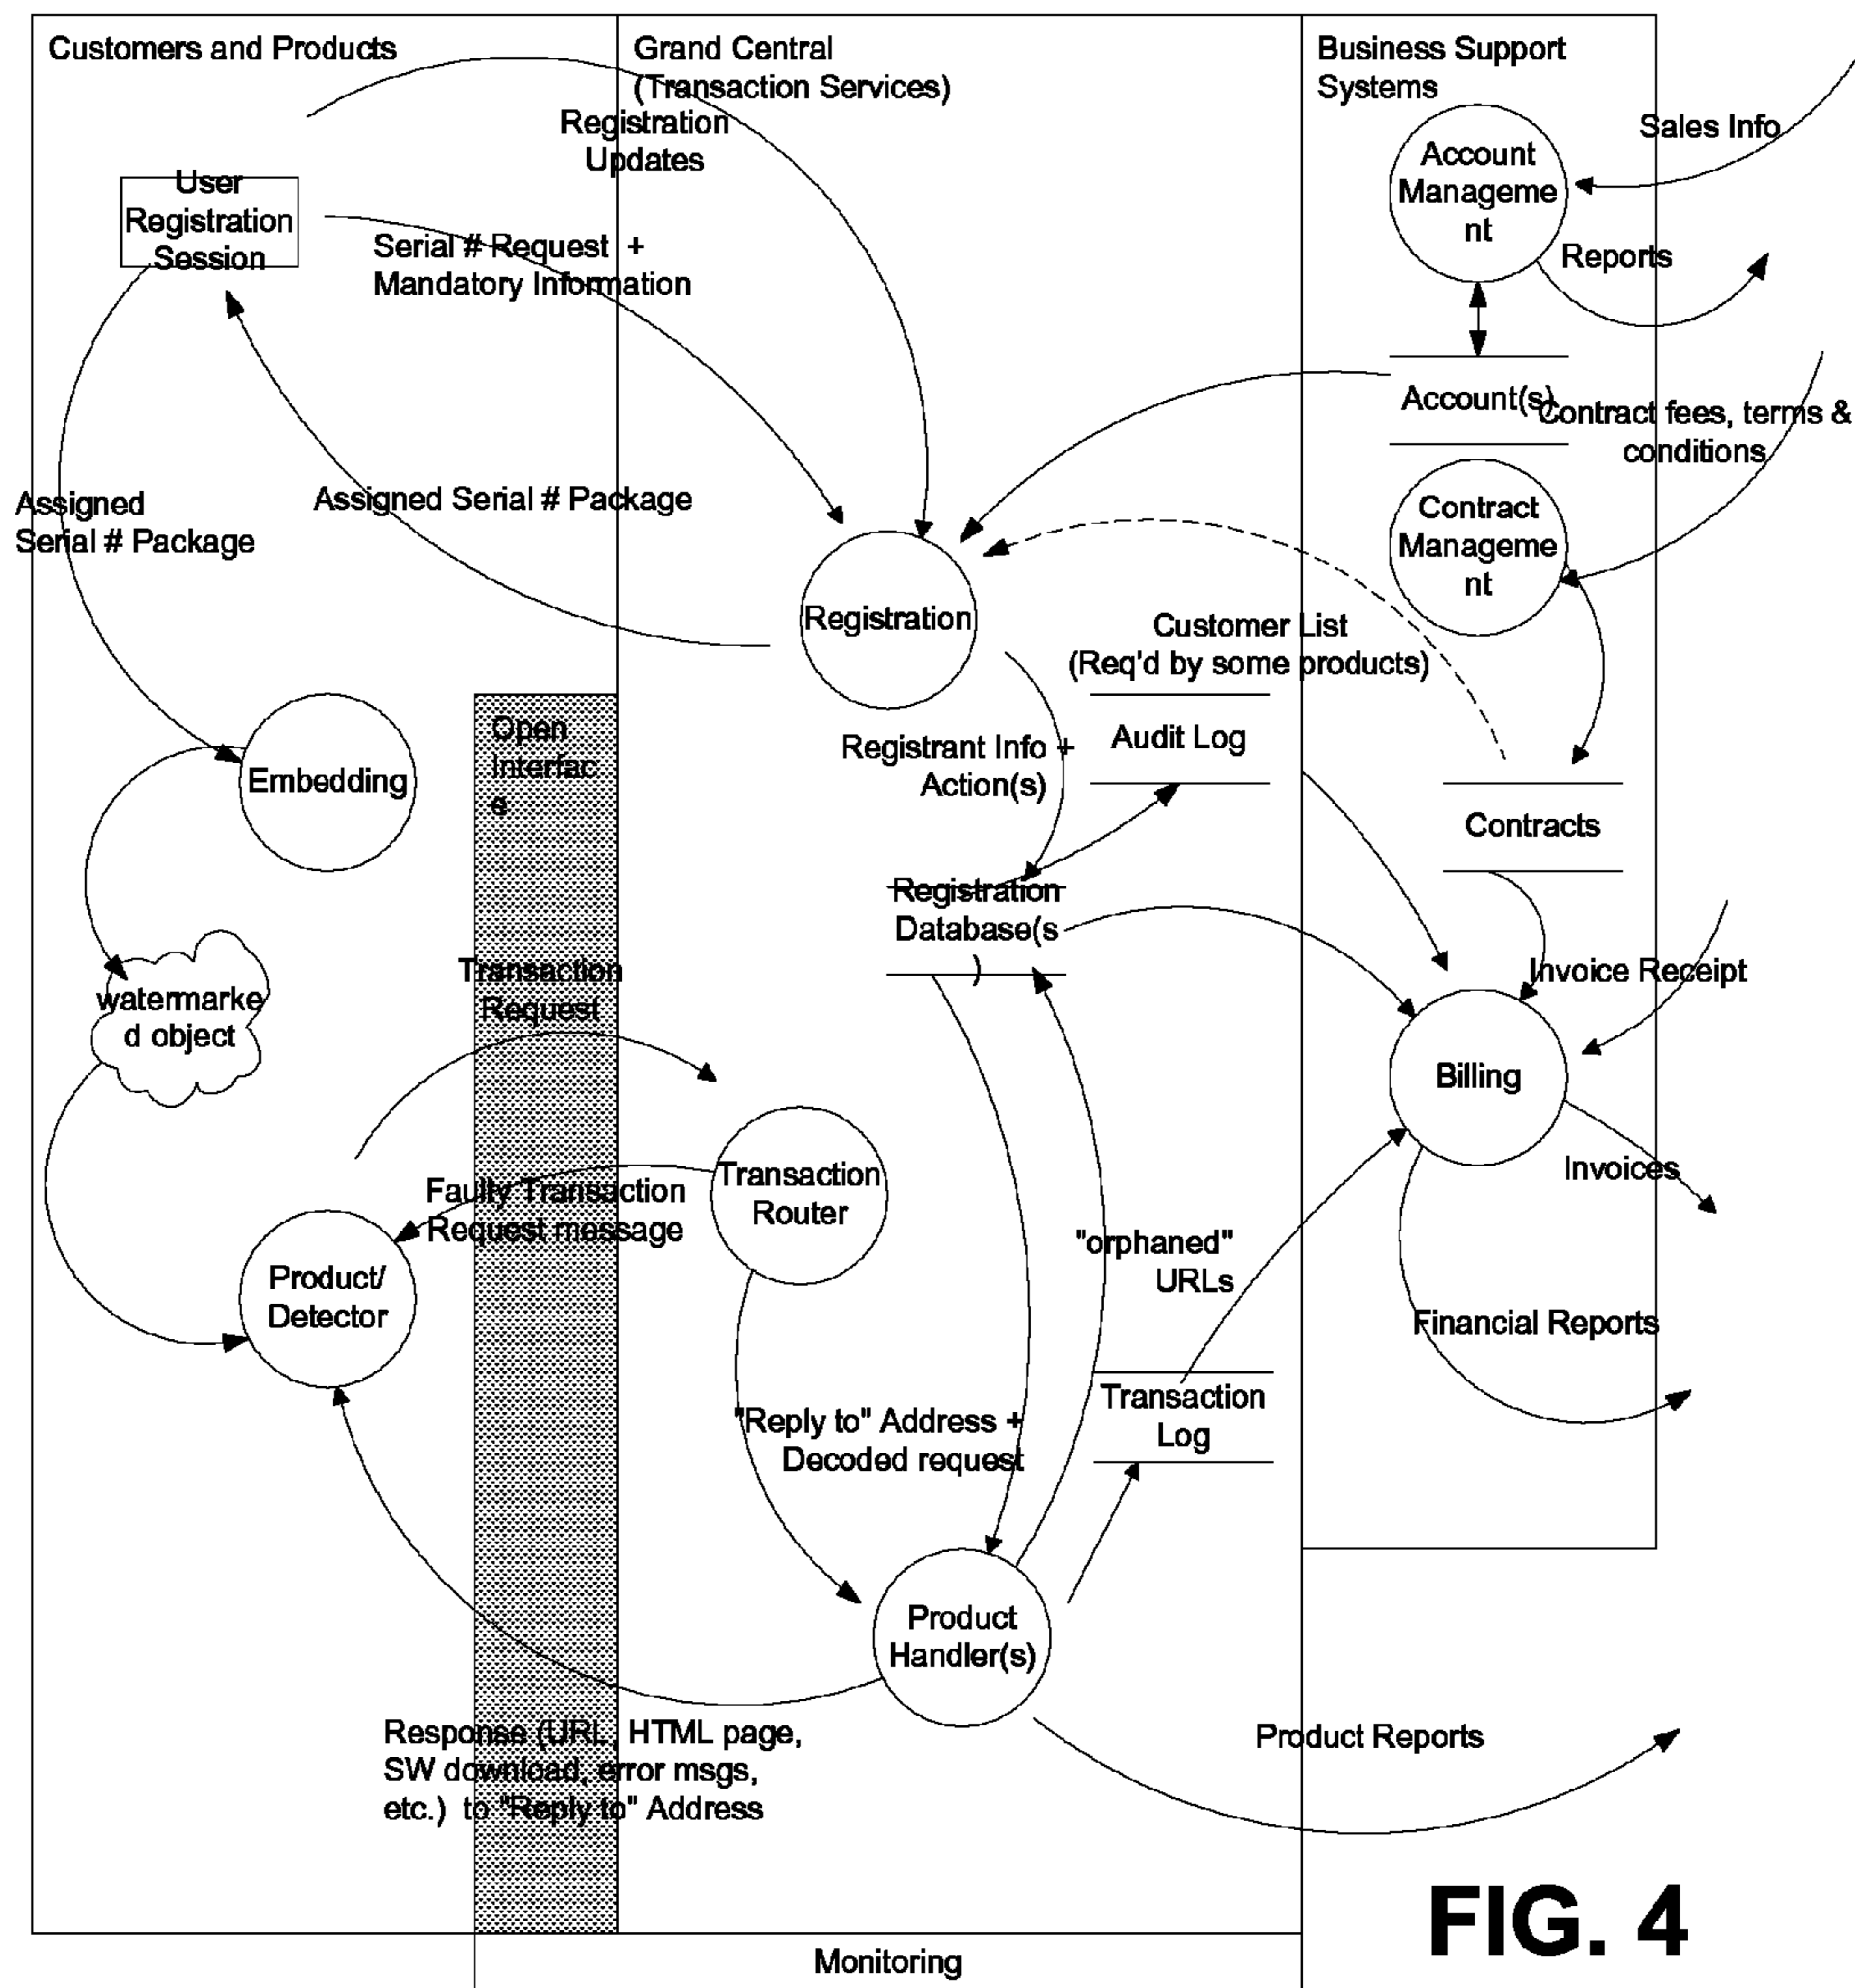 Customers and Products
Grand Central
(Transaction Services)
Business Support
Systems
Registration
Updates
Sales Info
Account
Manageme
nt
User
Registration
Session
Serial # Request +
Mandatory Information
Reports
Account(s)
Contract fees, terms &
conditions
Assigned
Serial # Package
Assigned Serial # Package
Contract
Manageme
nt
Registration
Customer List
(Req'd by some products)
Open
Interfac
e
Registrant Info +
Action(s)
Audit Log
Embedding
Contracts
Registration
Database(s
)
Transaction
Request
Invoice Receipt
watermarke
d object
Billing
Faulty Transaction
Request message
Transaction
Router
Invoices
"orphaned"
URLs
Product/
Detector
Financial Reports
"Reply to" Address +
Decoded request
Transaction
Log
Product
Handler(s)
Response (URL, HTML page,
SW download, error msgs,
etc.) to "Reply to" Address
Product Reports
FIG. 4
Monitoring